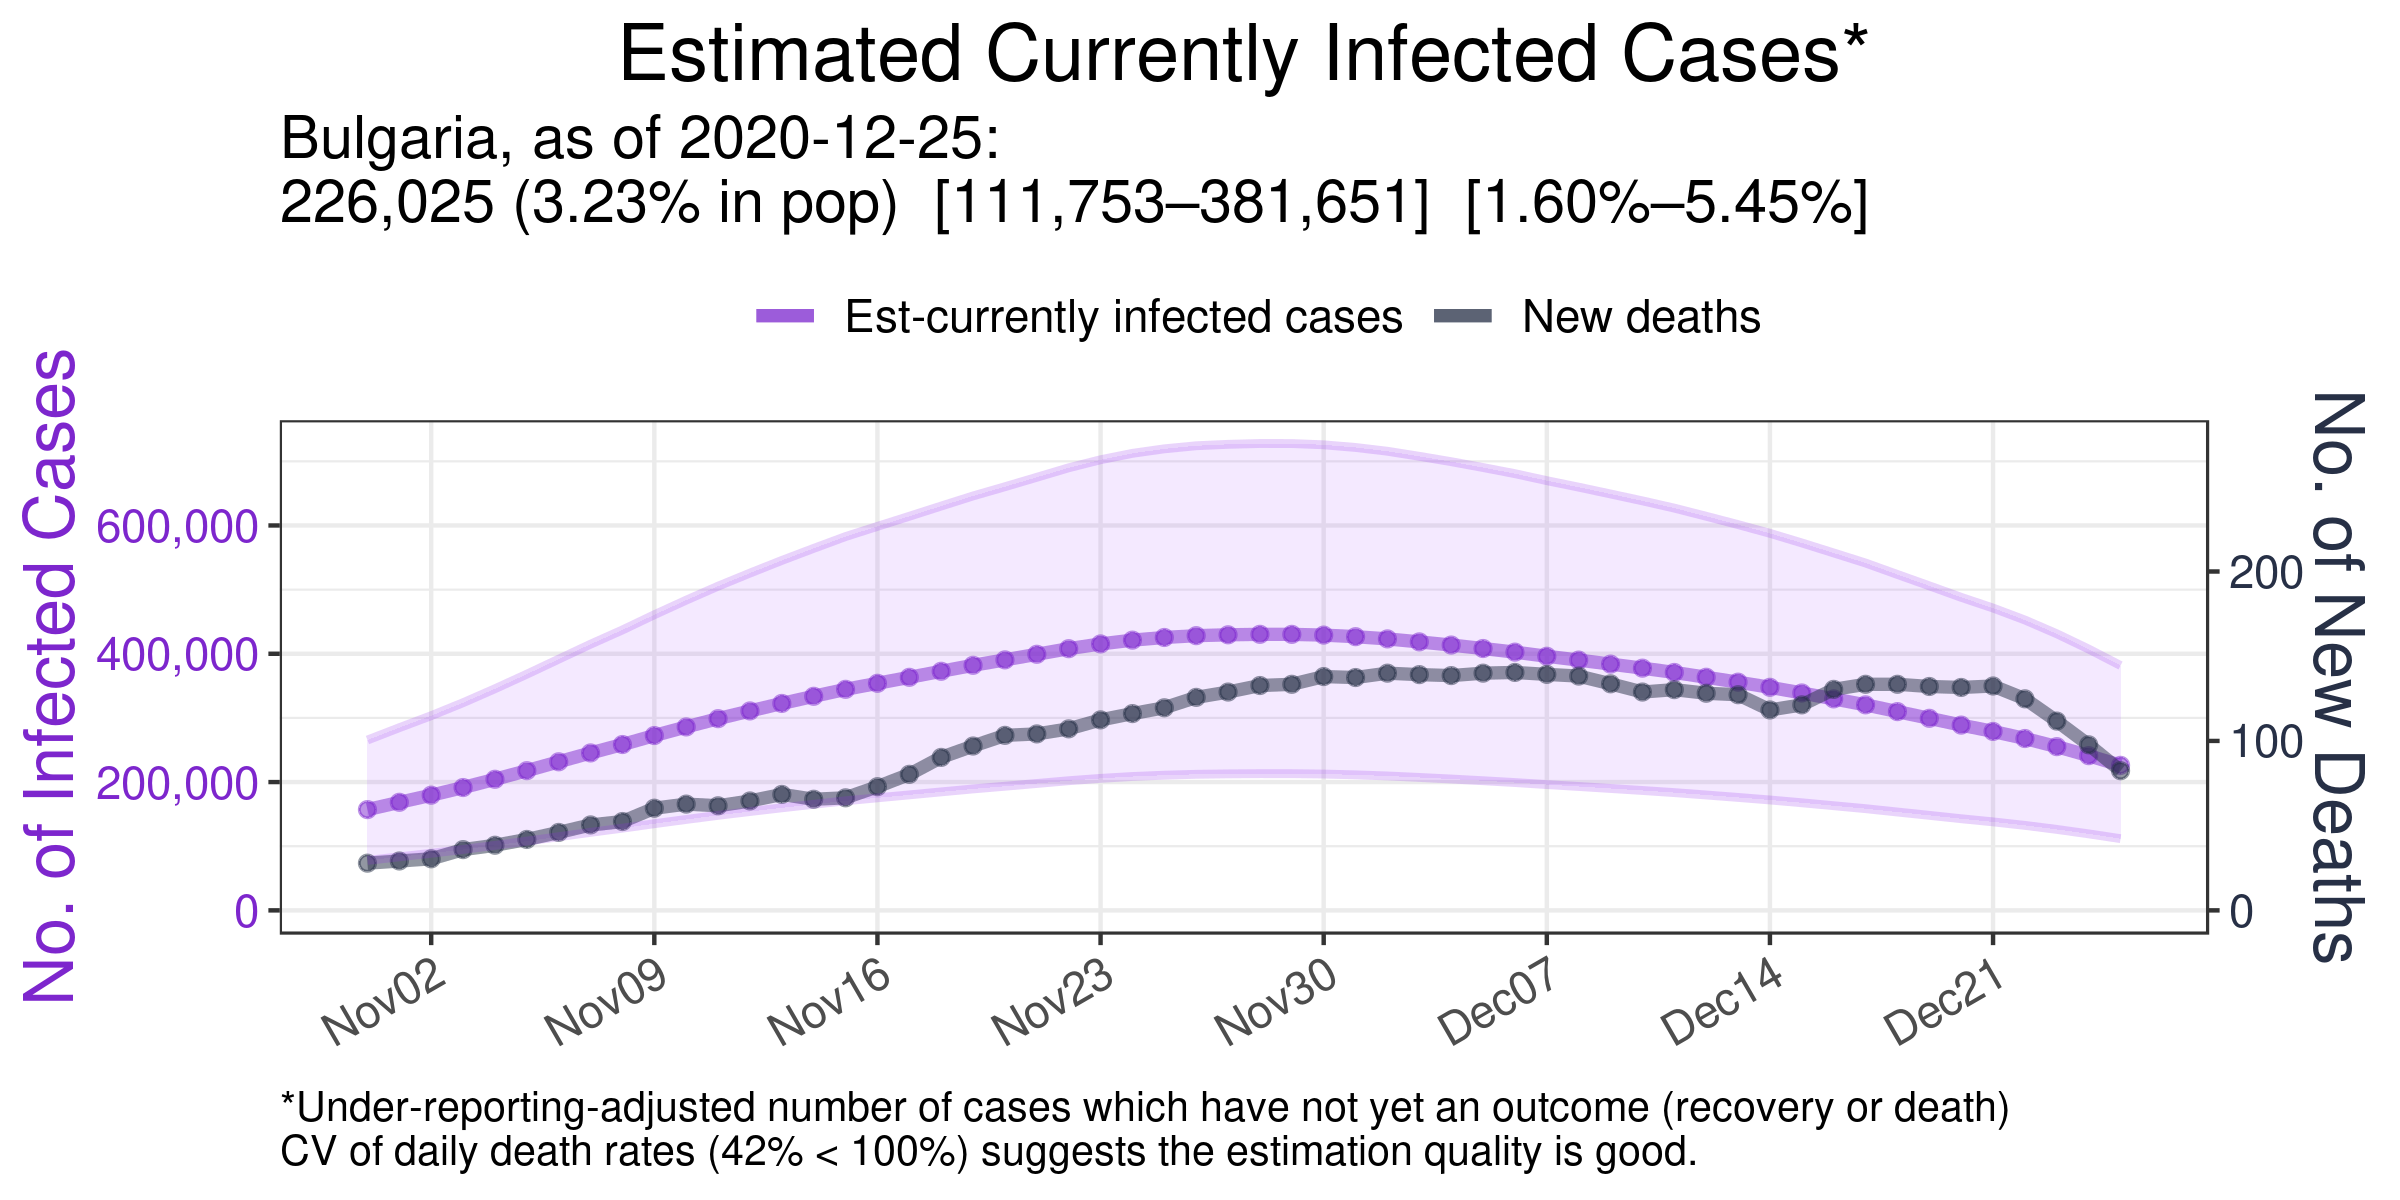 Estimated Currently Infected Cases*
Bulgaria, as of 2020-12-25:
226,025 (3.23% in pop)  [111,753–381,651]  [1.60%–5.45%]
Est-currently infected cases
New deaths
No. of Infected Cases
600,000
400,000
200,000
0
No. of New Deaths
200
100
0
Nov02
Nov09
Nov16
Nov23
Nov30
Dec07
Dec14
Dec21
*Under-reporting-adjusted number of cases which have not yet an outcome (recovery or death)
CV of daily death rates (42% < 100%) suggests the estimation quality is good.